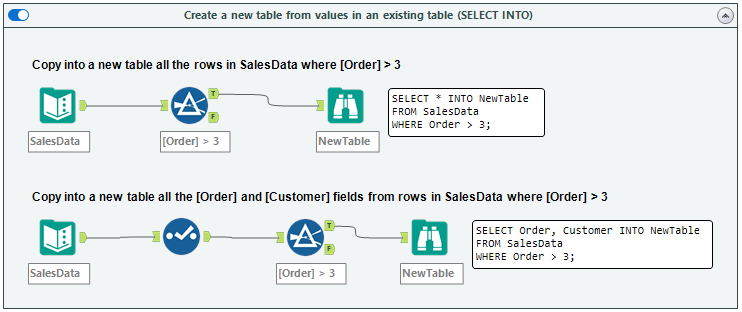 Create a new table from values in an existing table (SELECT INTO)
Copy into a new table all the rows in SalesData where [Order] > 3
T
F
SalesData
[Order] > 3
NewTable
SELECT * INTO NewTable
FROM SalesData
WHERE Order > 3;
Copy into a new table all the [Order] and [Customer] fields from rows in SalesData where [Order] > 3
T
F
SalesData
[Order] > 3
NewTable
SELECT Order, Customer INTO NewTable
FROM SalesData
WHERE Order > 3;